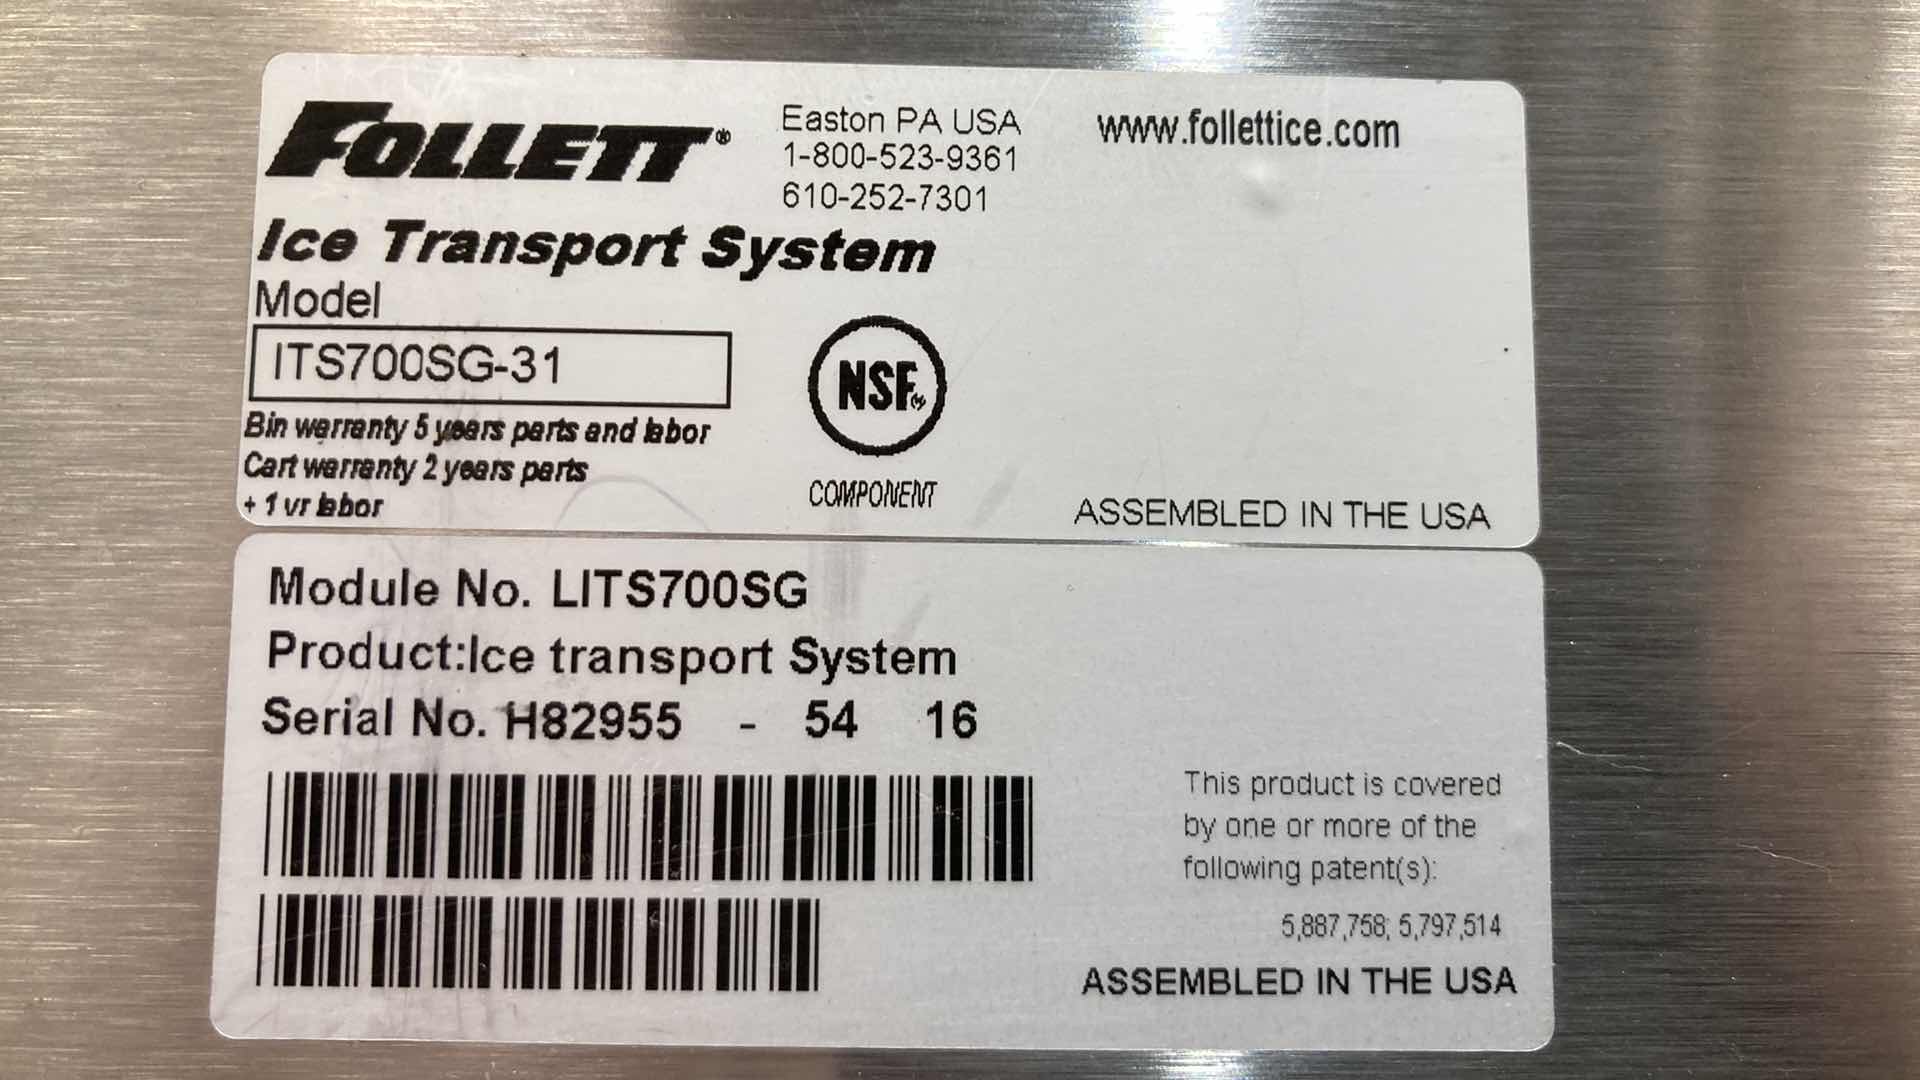 FOLLETT®
Easton PA USA
1-800-523-9361
610-252-7301
www.follettice.com
Ice Transport System
Model
ITS700SG-31
Bin warranty 5 years parts and labor
Cart warranty 2 years parts
+ 1 yr labor
NSF
COMPONENT
ASSEMBLED IN THE USA
Module No. LITS700SG
Product:Ice transport System
Serial No. H82955 - 54 16
This product is covered
by one or more of the
following patent(s):
5,887,758; 5,797,514
ASSEMBLED IN THE USA